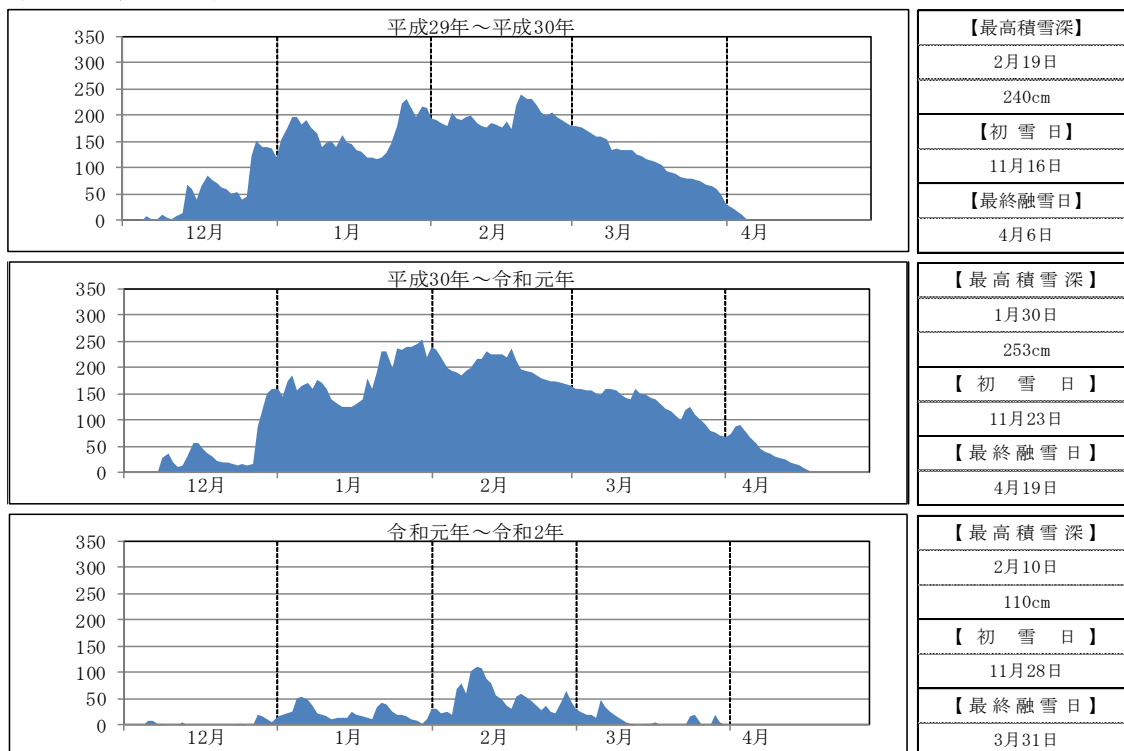 平成29年～平成30年
350
300
250
200
150
100
50
0
12月 1月 2月 3月 4月
【最高積雪深】
2月19日
240cm
【初 雪 日】
11月16日
【最終融雪日】
4月6日
平成30年～令和元年
350
300
250
200
150
100
50
0
12月 1月 2月 3月 4月
【最高積雪深】
1月30日
253cm
【 初 雪 日 】
11月23日
【最終融雪日】
4月19日
令和元年～令和2年
350
300
250
200
150
100
50
0
12月 1月 2月 3月 4月
【最高積雪深】
2月10日
110cm
【 初 雪 日 】
11月28日
【最終融雪日】
3月31日